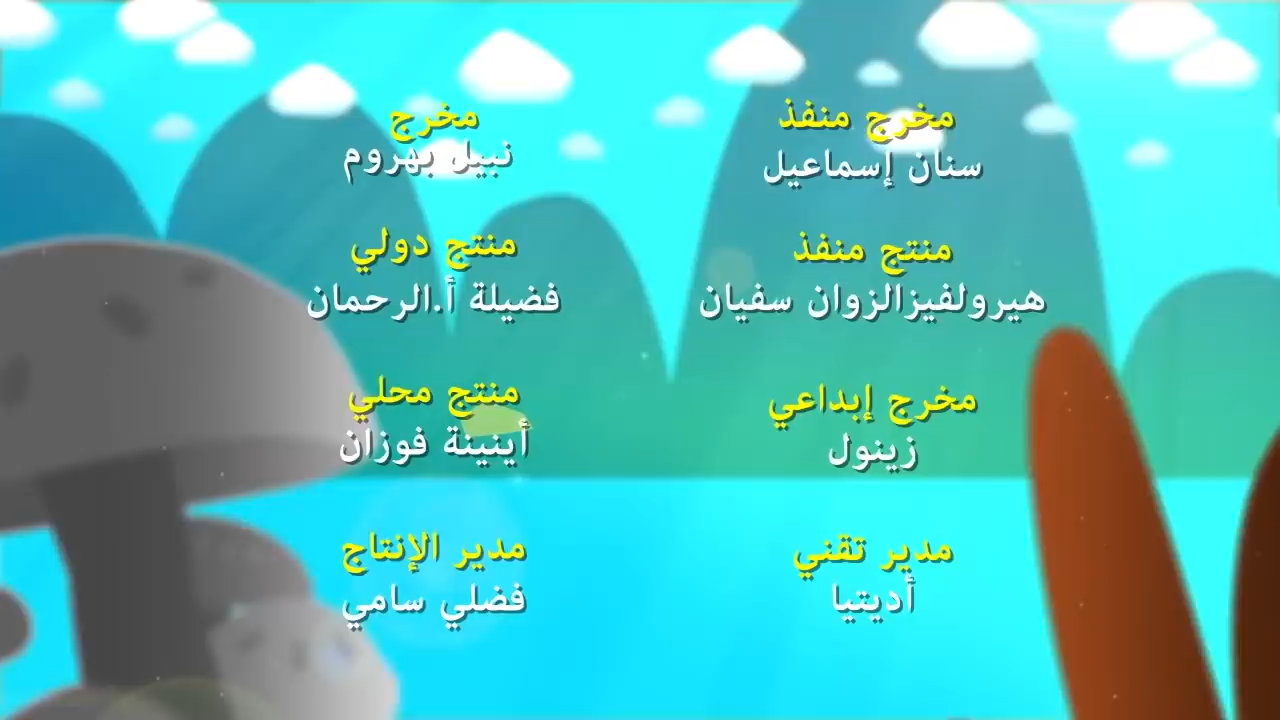 مخرج منفذ
سنان إسماعيل
مخرج
نبيل بهروم
منتج منفذ
هيرولفيزالزوان سفيان
منتج دولي
فضيلة أ.الرحمان
مخرج إبداعي
زينول
منتج محلي
أينينة فوزان
مدير تقني
أديتيا
مدير الإنتاج
فضلي سامي